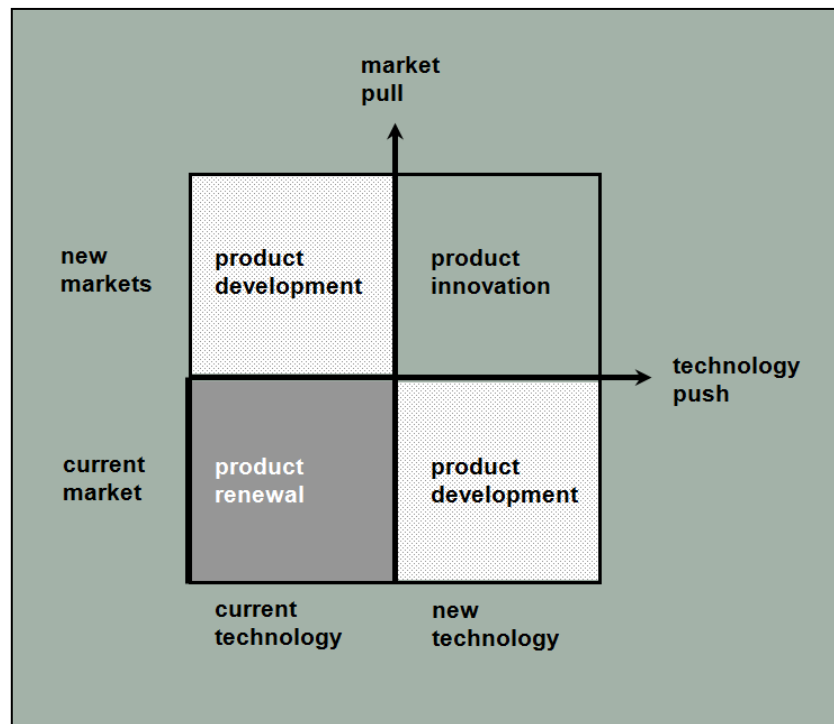 market
pull
new
markets
product
development
product
innovation
technology
push
current
market
product
renewal
product
development
current
technology
new
technology